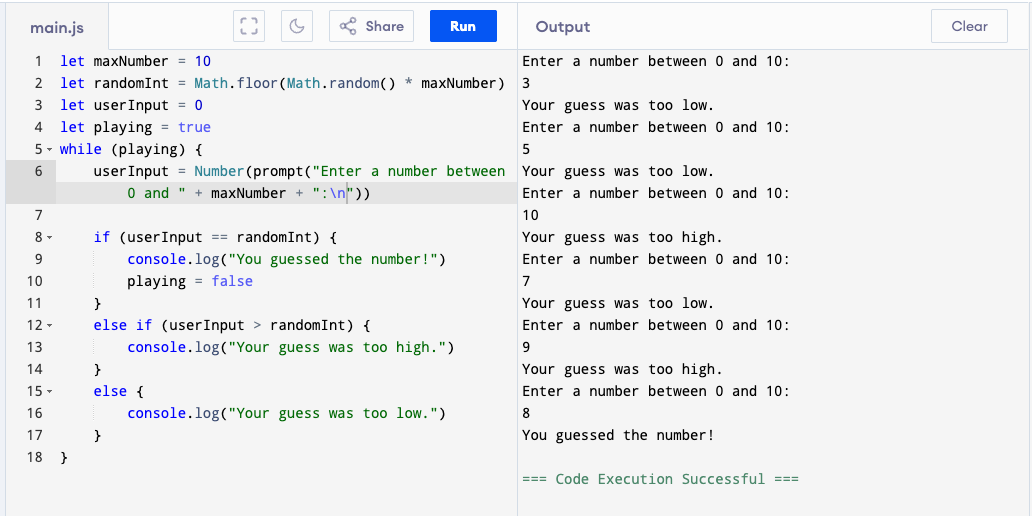 main.js
Share
Run
Output
Clear
1 let maxNumber = 10
2 let randomInt = Math.floor(Math.random() * maxNumber)
3 let userInput = 0
4 let playing = true
5 while (playing) {
6 userInput = Number(prompt("Enter a number between
0 and " + maxNumber + ":\n"))
7
8 if (userInput == randomInt) {
9 console.log("You guessed the number!")
10 playing = false
11 }
12 else if (userInput > randomInt) {
13 console.log("Your guess was too high.")
14 }
15 else {
16 console.log("Your guess was too low.")
17 }
18 }
Enter a number between 0 and 10:
3
Your guess was too low.
Enter a number between 0 and 10:
5
Your guess was too low.
Enter a number between 0 and 10:
10
Your guess was too high.
Enter a number between 0 and 10:
7
Your guess was too low.
Enter a number between 0 and 10:
9
Your guess was too high.
Enter a number between 0 and 10:
8
You guessed the number!
=== Code Execution Successful ===